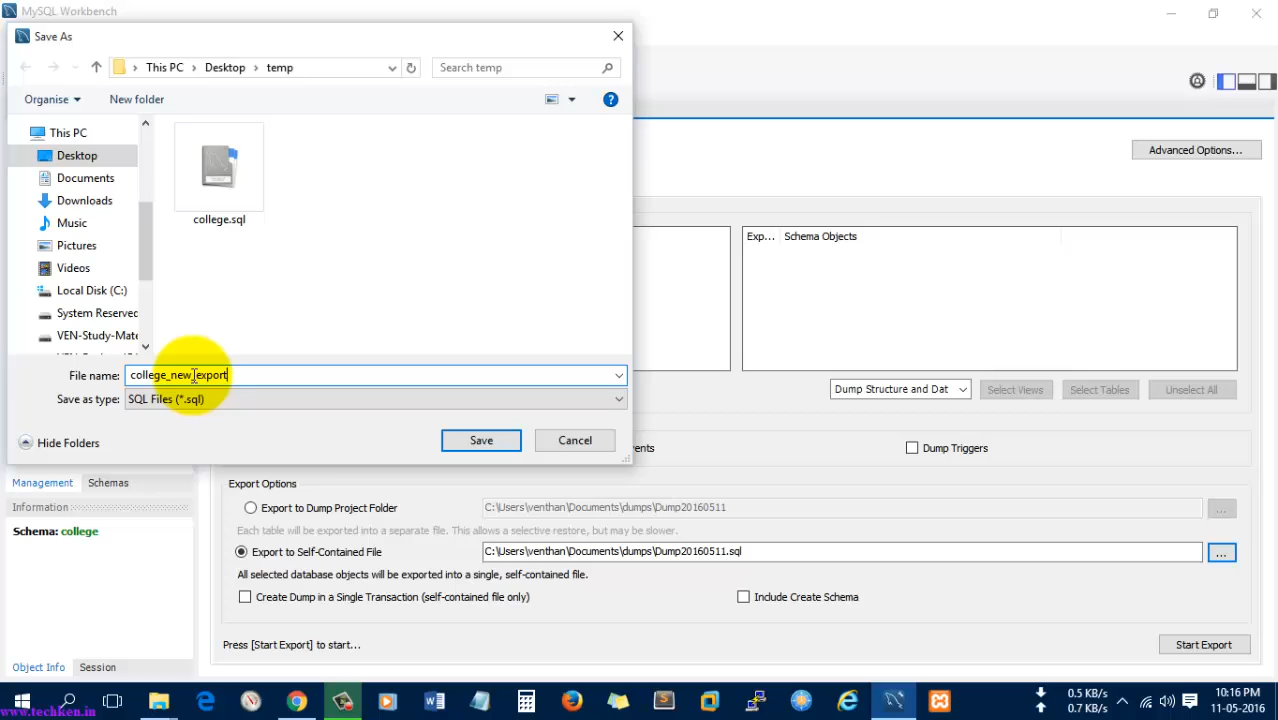 MySQL Workbench
Save As
This PC
Desktop
temp
Search temp
Organise
New folder
This PC
Desktop
Documents
Downloads
Music
Pictures
Videos
Local Disk (C:)
System Reserved
VEN-Study-Mate
college.sql
File name:
college_new_export
Save as type:
SQL Files (*.sql)
Hide Folders
Save
Cancel
Advanced Options...
Exp...
Schema Objects
Dump Structure and Dat
Select Views
Select Tables
Unselect All
ents
Dump Triggers
Management
Schemas
Information
Schema: college
Export Options
Export to Dump Project Folder
C:\Users\venthan\Documents\dumps\Dump20160511
...
Each table will be exported into a separate file. This allows a selective restore, but may be slower.
Export to Self-Contained File
C:\Users\venthan\Documents\dumps\Dump20160511.sql
...
All selected database objects will be exported into a single, self-contained file.
Create Dump in a Single Transaction (self-contained file only)
Include Create Schema
Press [Start Export] to start...
Start Export
Object Info
Session
www.techken.in
0.5 KB/s
0.7 KB/s
10:16 PM
11-05-2016